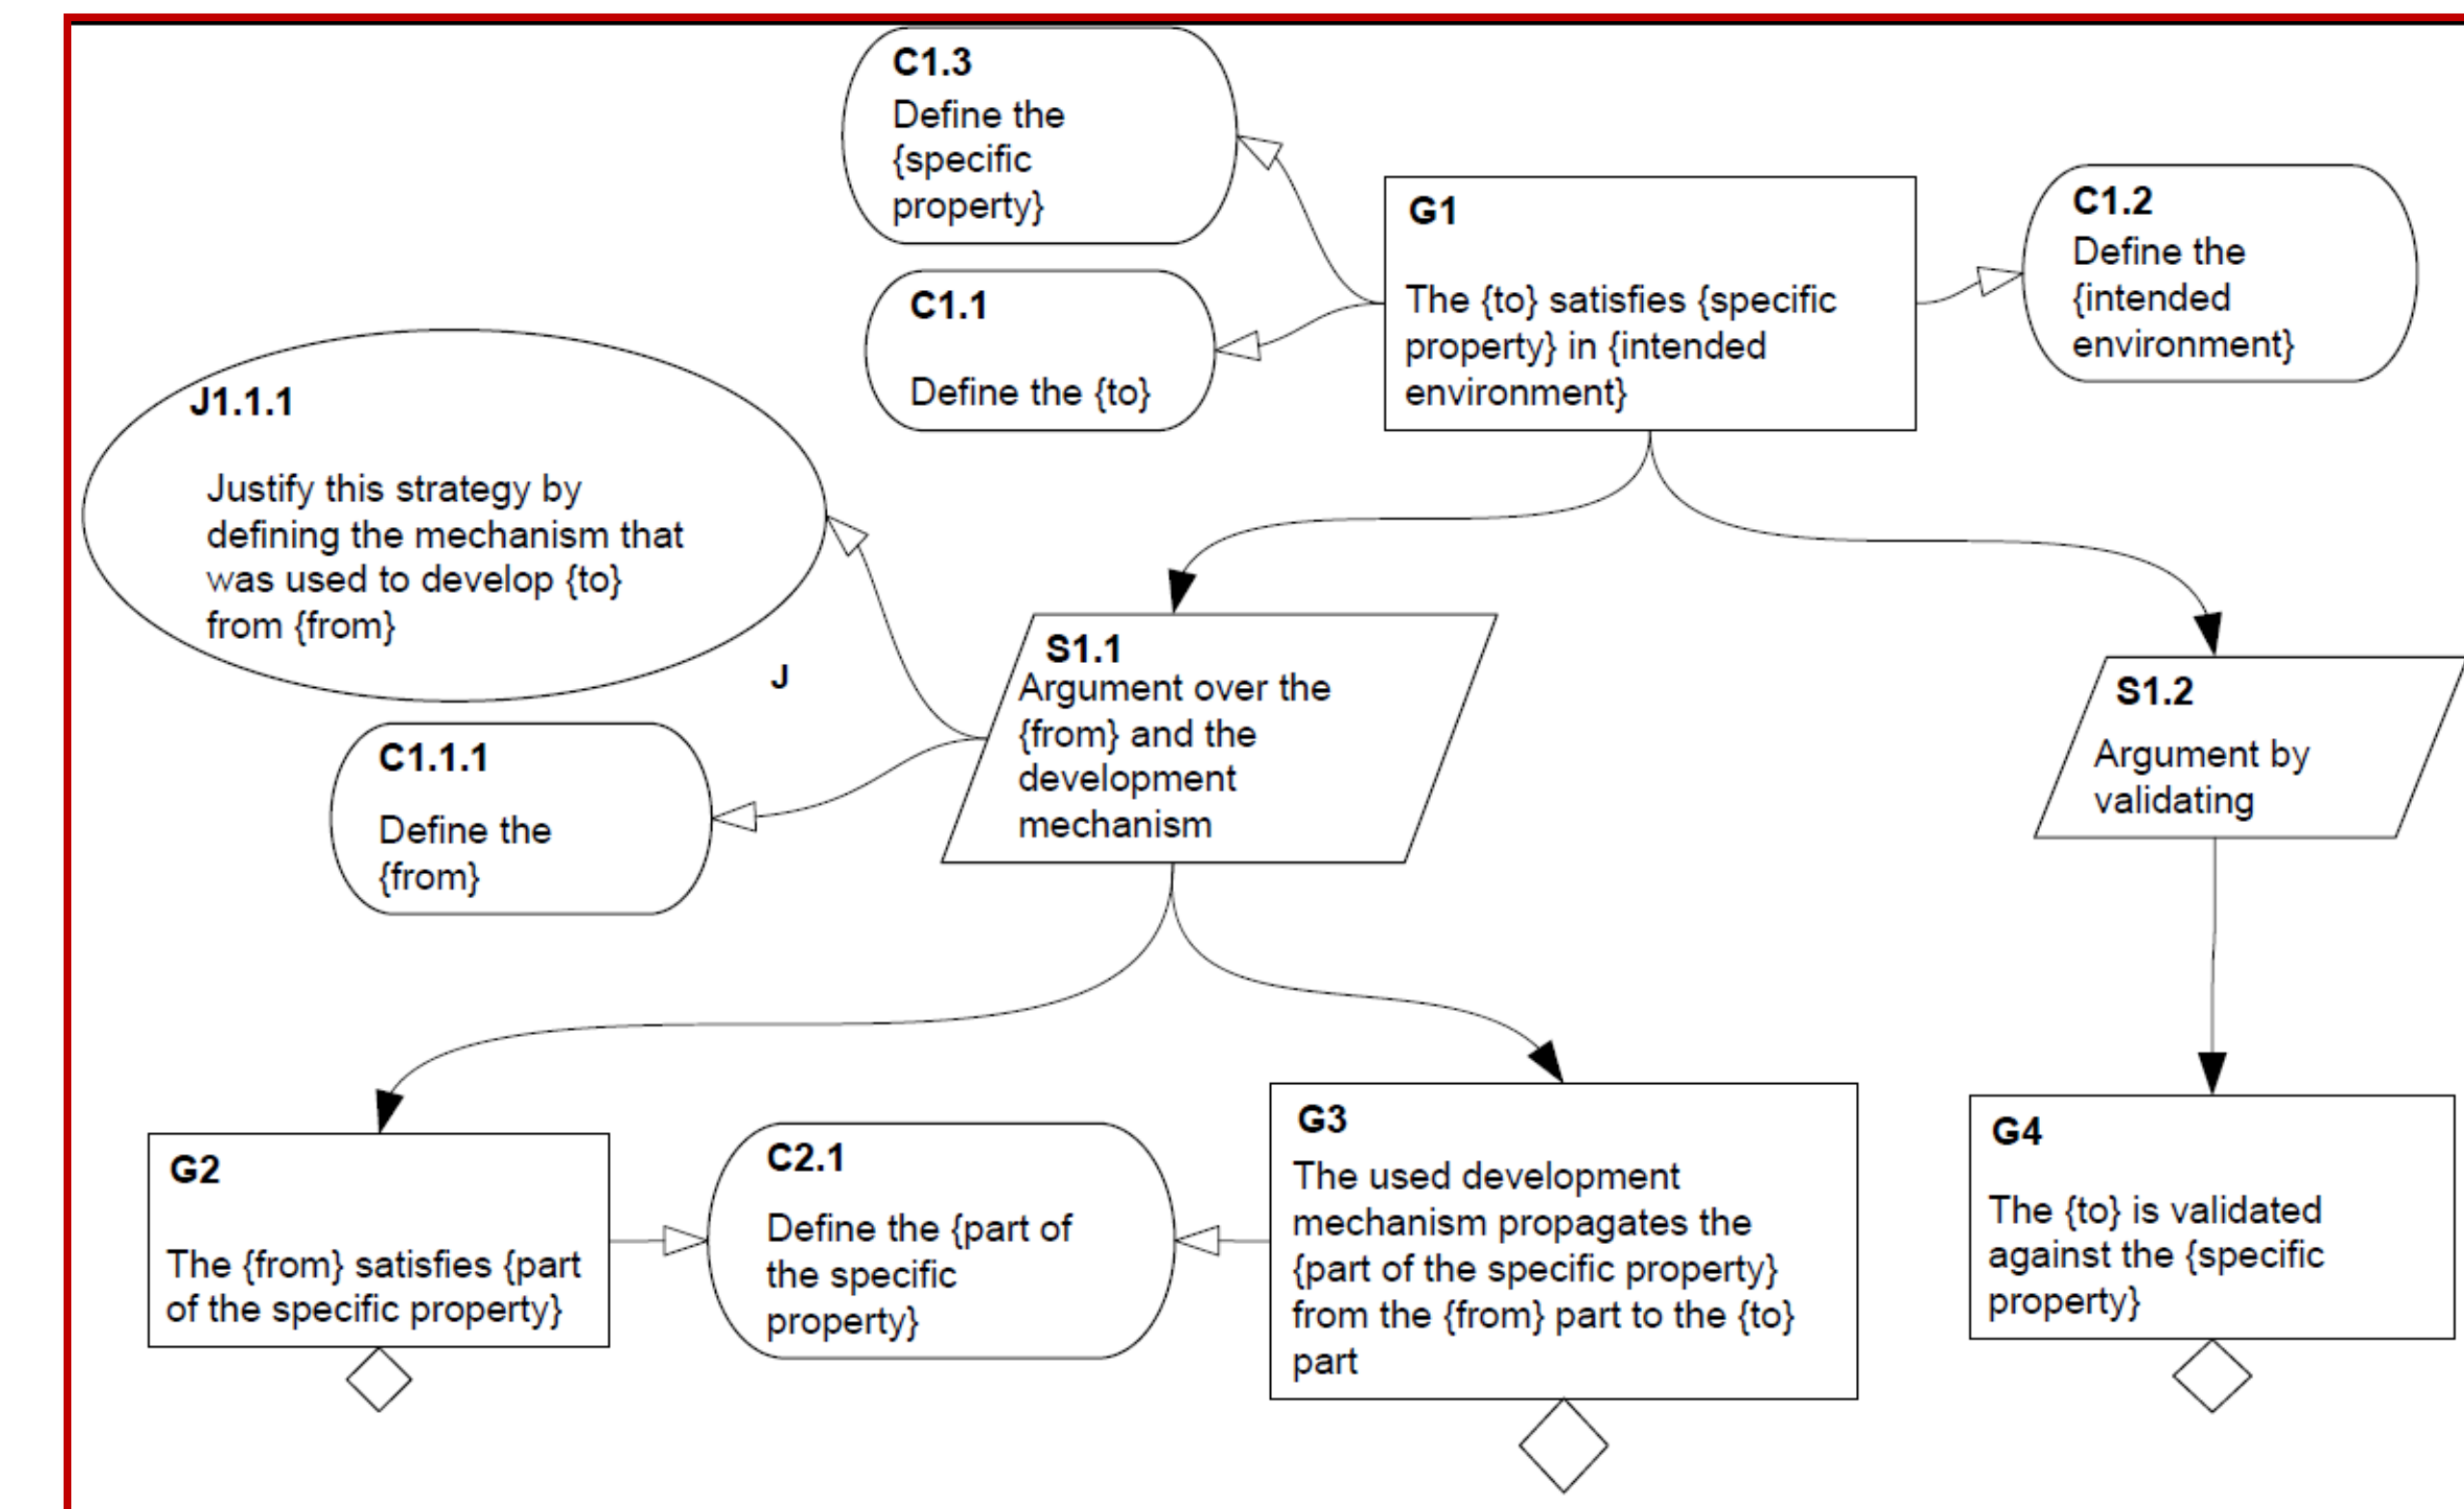 C1.3
Define the
{specific
property}
G1
The {to} satisfies {specific
property} in {intended
environment}
C1.2
Define the
{intended
environment}
C1.1
Define the {to}
J1.1.1
Justify this strategy by
defining the mechanism that
was used to develop {to}
from {from}
J
S1.1
Argument over the
{from} and the
development
mechanism
S1.2
Argument by
validating
C1.1.1
Define the
{from}
G2
The {from} satisfies {part
of the specific property}
C2.1
Define the {part of
the specific
property}
G3
The used development
mechanism propagates the
{part of the specific property}
from the {from} part to the {to}
part
G4
The {to} is validated
against the {specific
property}